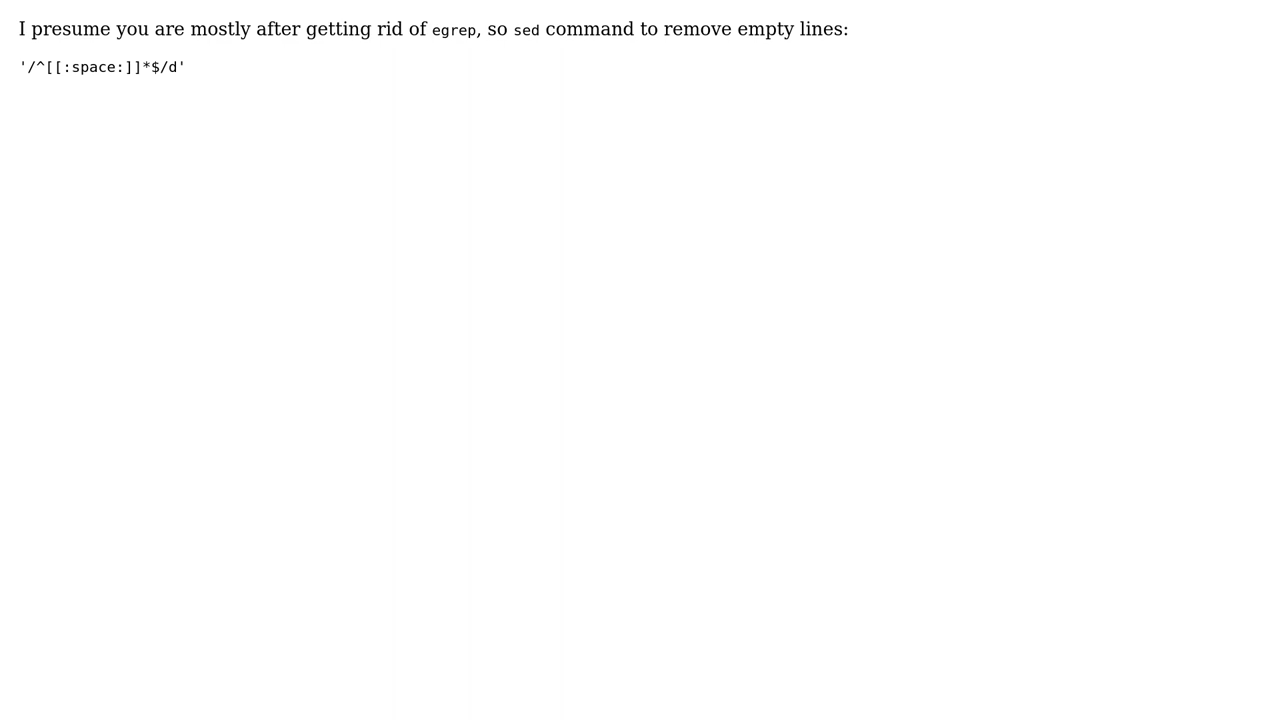 I presume you are mostly after getting rid of egrep, so sed command to remove empty lines:
'/^[[:space:]]*$/d'